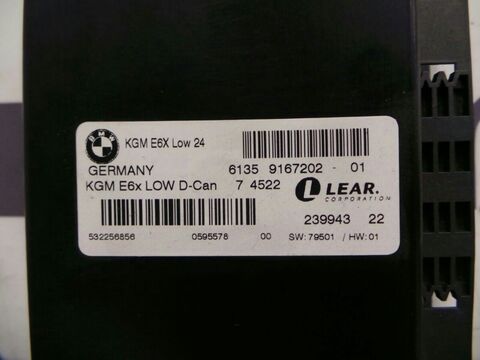 BMW
KGM E6X Low 24
GERMANY 6135 9167202 - 01
KGM E6x LOW D-Can 7 4522 LEAR.
CORPORATION
239943 22
532256856 0595578 00 SW: 79501 / HW: 01